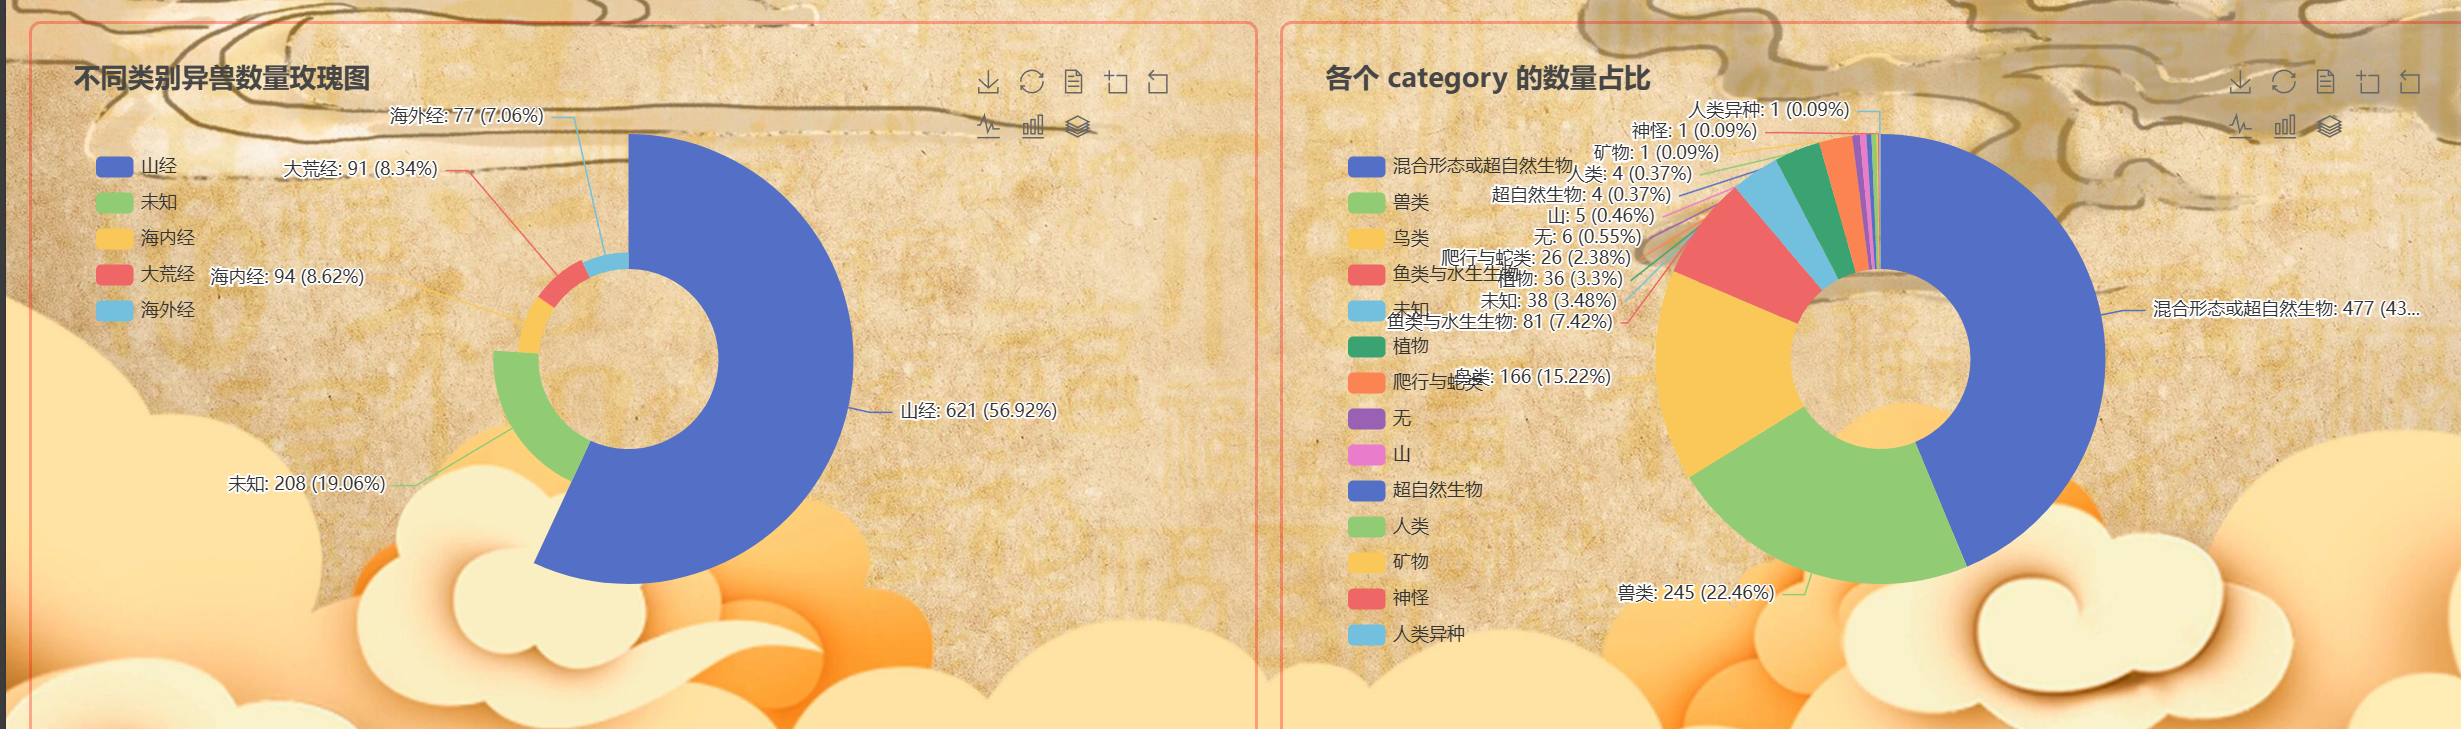 不同类别异兽数量玫瑰图
山经
未知
海内经
大荒经
海外经
海外经: 77 (7.06%)
大荒经: 91 (8.34%)
海内经: 94 (8.62%)
未知: 208 (19.06%)
山经: 621 (56.92%)
各个 category 的数量占比
混合形态或超自然生物
兽类
鸟类
鱼类与水生生物
未知
植物
爬行与蛇类
无
山
超自然生物
人类
矿物
神怪
人类异种
人类异种: 1 (0.09%)
神怪: 1 (0.09%)
矿物: 1 (0.09%)
人类: 4 (0.37%)
超自然生物: 4 (0.37%)
山: 5 (0.46%)
无: 6 (0.55%)
爬行与蛇类: 26 (2.38%)
植物: 36 (3.3%)
未知: 38 (3.48%)
鱼类与水生生物: 81 (7.42%)
鸟类: 166 (15.22%)
兽类: 245 (22.46%)
混合形态或超自然生物: 477 (43...